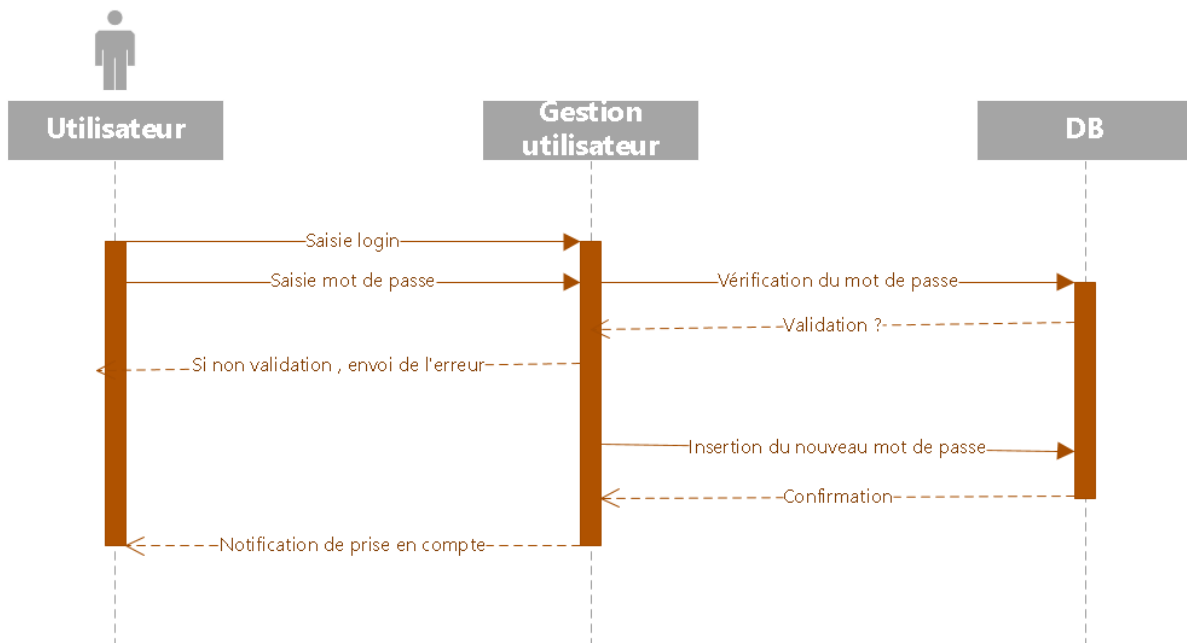 Utilisateur
Gestion
utilisateur
DB
Saisie login
Saisie mot de passe
Vérification du mot de passe
Validation ?
Si non validation , envoi de l'erreur
Insertion du nouveau mot de passe
Confirmation
Notification de prise en compte